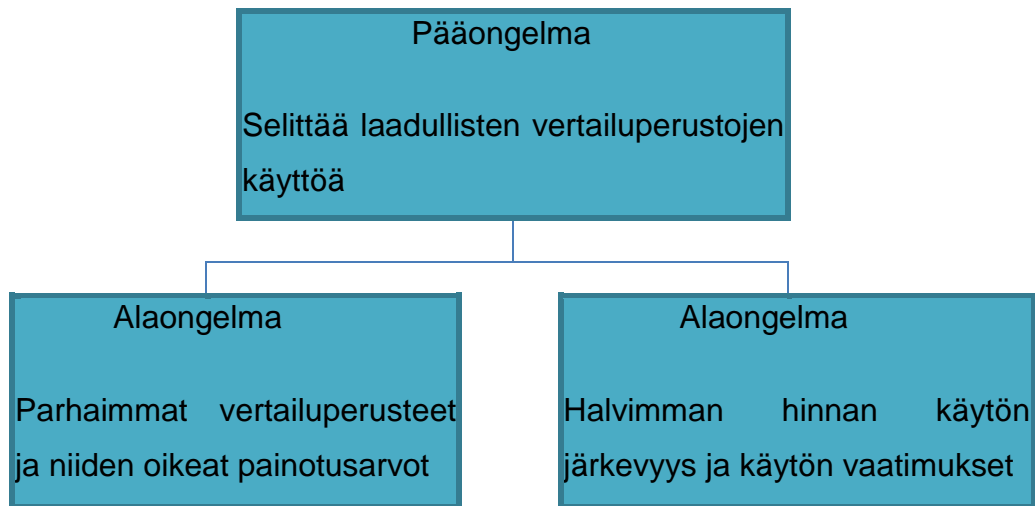 Pääongelma
Selittää laadullisten vertailuperustojen
käyttöä
Alaongelma
Parhaimmat vertailuperusteet
ja niiden oikeat painotusarvot
Alaongelma
Halvimman hinnan käytön
järkevyys ja käytön vaatimukset